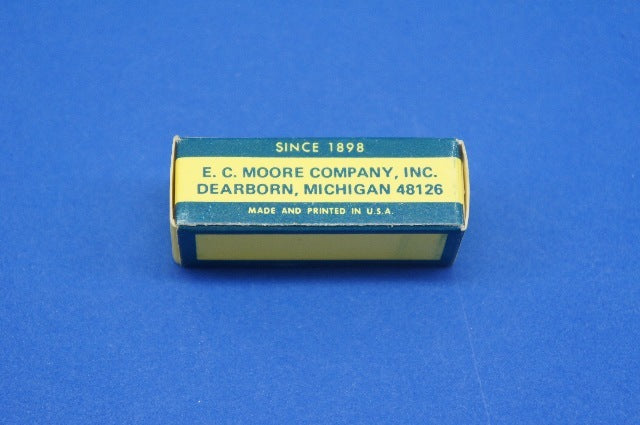 SINCE 1898
E. C. MOORE COMPANY, INC.
DEARBORN, MICHIGAN 48126
MADE AND PRINTED IN U.S.A.